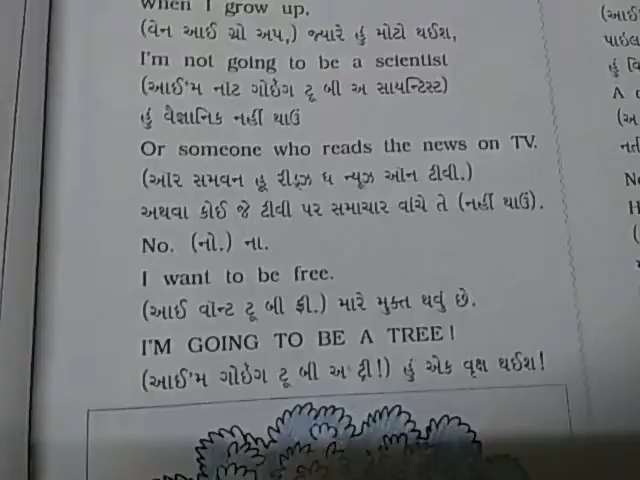 When I grow up,
(વેન આઈ ગ્રો અપ,) જ્યારે હું મોટો થઈશ,
I'm not going to be a scientist
(આઈ'મ નાટ ગોઇંગ ટૂ બી અ સાયન્ટિસ્ટ)
હું વૈજ્ઞાનિક નહીં થાઉં
Or someone who reads the news on TV.
(ઑર સમવન હૂ રીડ્ઝ ધ ન્યૂઝ ઑન ટીવી.)
અથવા કોઈ જે ટીવી પર સમાચાર વાંચે તે (નહીં થાઉં).
No. (નો.) ના.
I want to be free.
(આઈ વૉન્ટ ટૂ બી ફ્રી.) મારે મુક્ત થવું છે.
I'M GOING TO BE A TREE!
(આઈ'મ ગોઇંગ ટૂ બી અ ટ્રી!) હું એક વૃક્ષ થઈશ!
(આઈ
હું
A
(અ